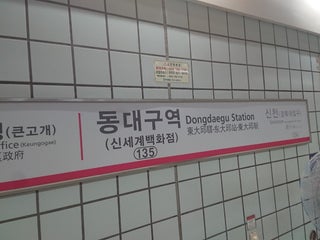 (큰고개)
ffice (Keungogae)
政府
동대구역
(신세계백화점)
135
Dongdaegu Station
東大邱驛·东大邱站·東大邱駅
신천